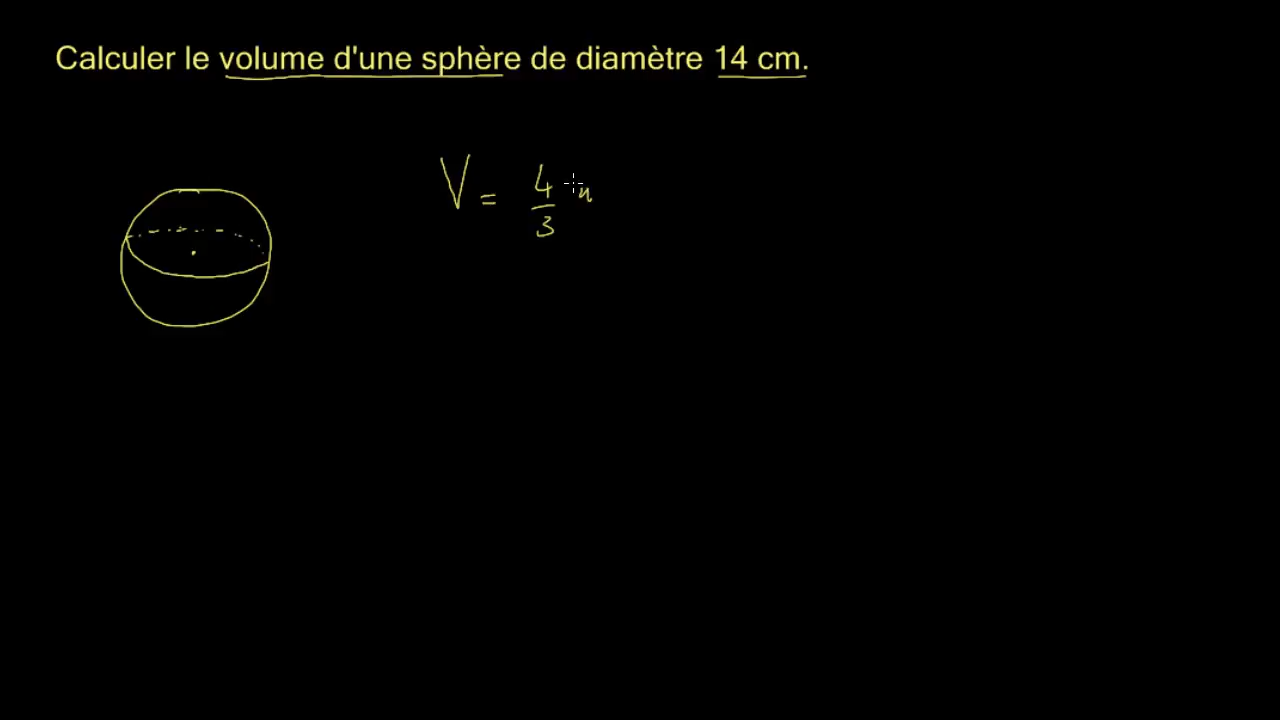 Calculer le volume d'une sphère de diamètre 14 cm.
V = 4/3